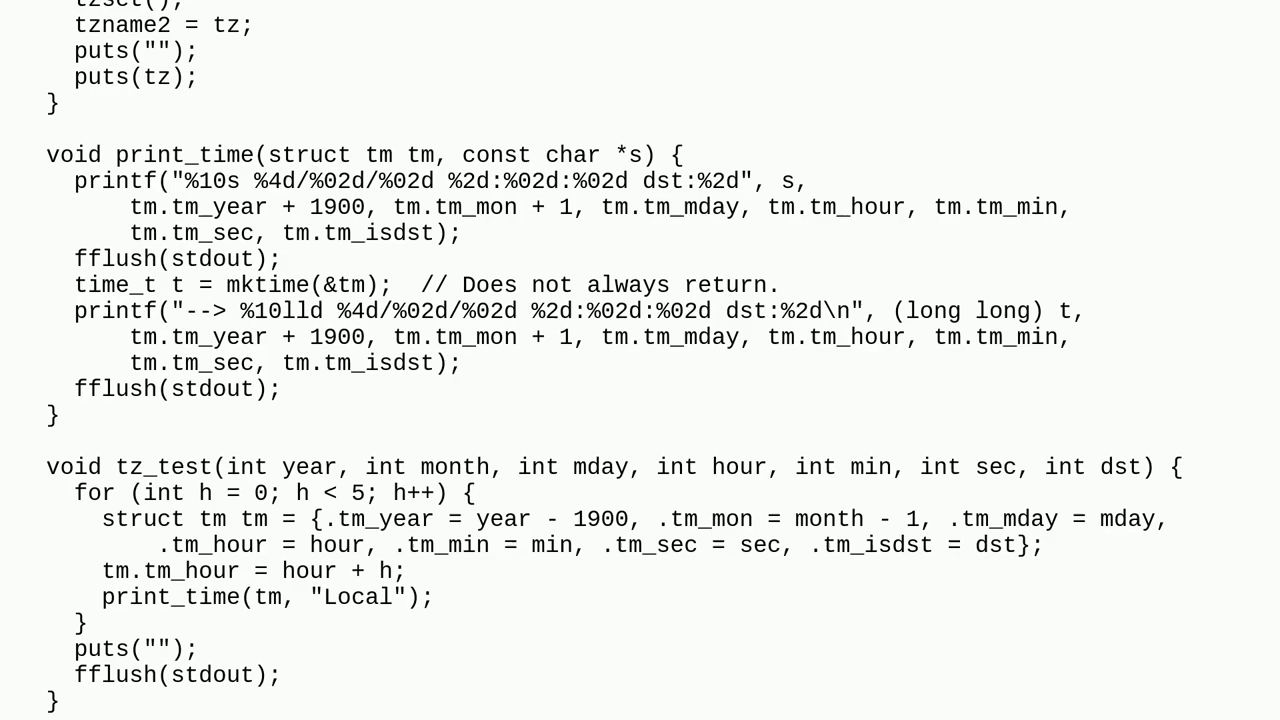 tzset();
tzname2 = tz;
puts("");
puts(tz);
}
void print_time(struct tm tm, const char *s) {
printf("%10s %4d/%02d/%02d %2d:%02d:%02d dst:%2d", s,
tm.tm_year + 1900, tm.tm_mon + 1, tm.tm_mday, tm.tm_hour, tm.tm_min,
tm.tm_sec, tm.tm_isdst);
fflush(stdout);
time_t t = mktime(&tm);  // Does not always return.
printf("--> %10lld %4d/%02d/%02d %2d:%02d:%02d dst:%2d\n", (long long) t,
tm.tm_year + 1900, tm.tm_mon + 1, tm.tm_mday, tm.tm_hour, tm.tm_min,
tm.tm_sec, tm.tm_isdst);
fflush(stdout);
}
void tz_test(int year, int month, int mday, int hour, int min, int sec, int dst) {
for (int h = 0; h < 5; h++) {
struct tm tm = {.tm_year = year - 1900, .tm_mon = month - 1, .tm_mday = mday,
.tm_hour = hour, .tm_min = min, .tm_sec = sec, .tm_isdst = dst};
tm.tm_hour = hour + h;
print_time(tm, "Local");
}
puts("");
fflush(stdout);
}